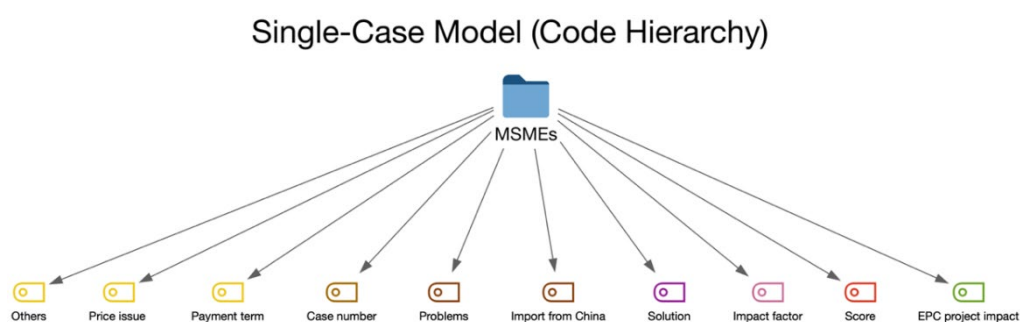 Single-Case Model (Code Hierarchy)
MSMEs
Others
Price issue
Payment term
Case number
Problems
Import from China
Solution
Impact factor
Score
EPC project impact